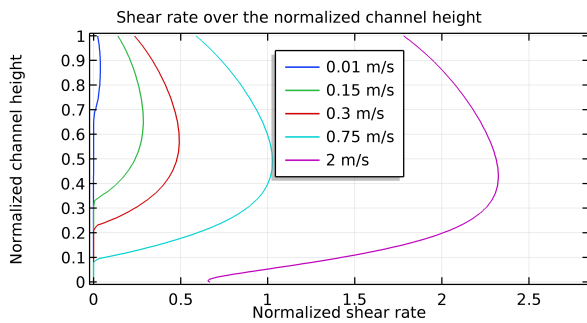 Shear rate over the normalized channel height
Normalized channel height
1
0.9
0.8
0.7
0.6
0.5
0.4
0.3
0.2
0.1
0
0.01 m/s
0.15 m/s
0.3 m/s
0.75 m/s
2 m/s
0 0.5 1 1.5 2 2.5
Normalized shear rate